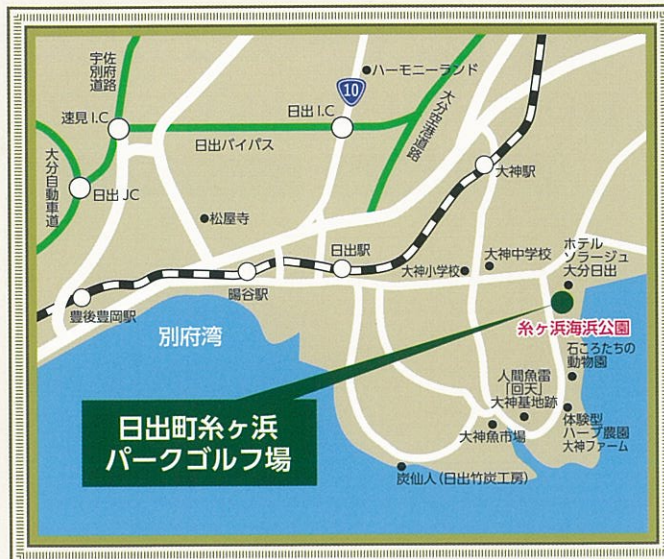 宇佐
別府
道路
10
ハーモニーランド
速見I.C
日出I.C
日出バイパス
大分空港道路
大分自動車道
日出JC
大神駅
松屋寺
日出駅
大神小学校
大神中学校
ホテル
ソラージュ
大分日出
暘谷駅
豊後豊岡駅
別府湾
糸ヶ浜海浜公園
石ころたちの
動物園
人間魚雷
「回天」
大神基地跡
日出町糸ヶ浜
パークゴルフ場
大神魚市場
体験型
ハーブ農園
大神ファーム
炭仙人(日出竹炭工房)